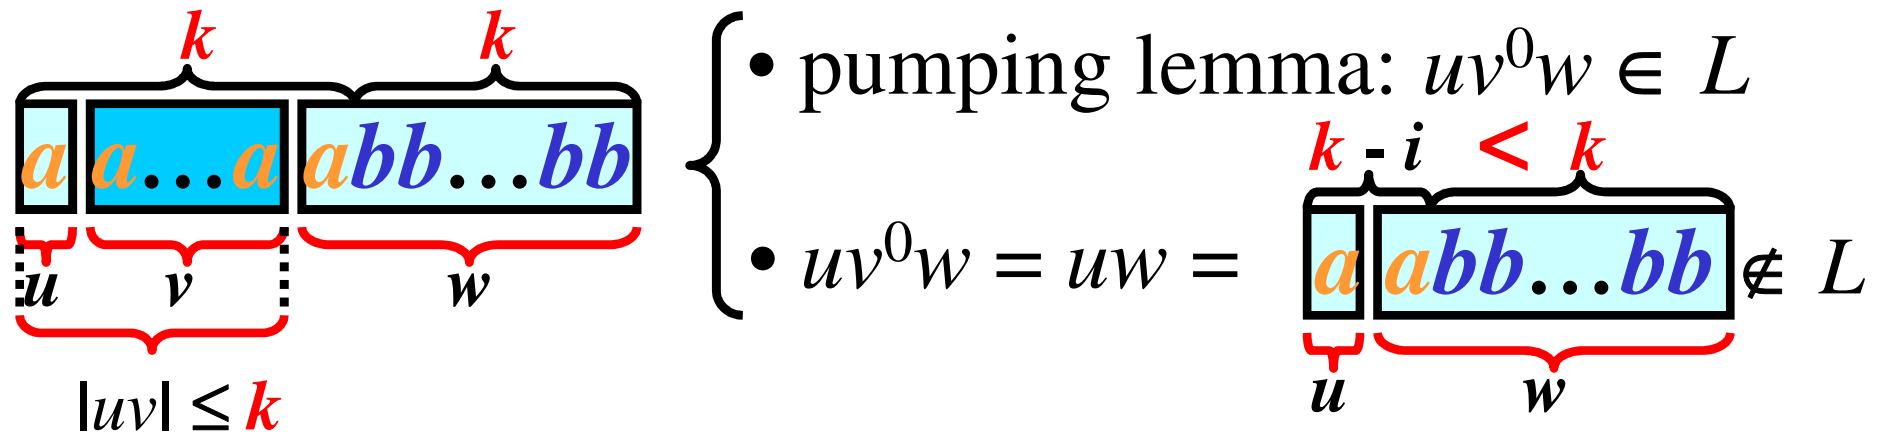 k k
• pumping lemma: uv⁰w ∈ L
k - i < k
a a…a abb…bb
• uv⁰w = uw = a abb…bb ∉ L
u v w
u w
|uv| ≤ k